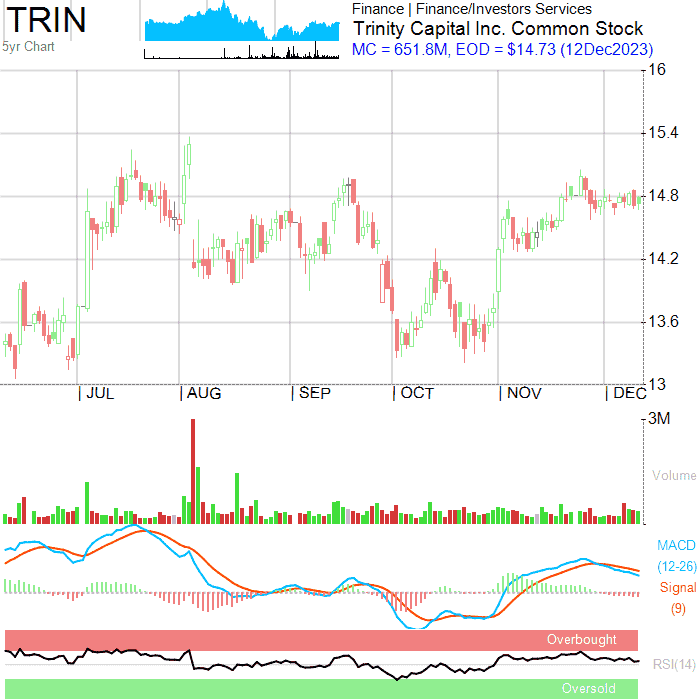 TRIN
5yr Chart
Finance | Finance/Investors Services
Trinity Capital Inc. Common Stock
MC = 651.8M, EOD = $14.73 (12Dec2023)
16
15.4
14.8
14.2
13.6
13
JUL AUG SEP OCT NOV DEC
3M
Volume
MACD
(12-26)
Signal
(9)
Overbought
RSI(14)
Oversold